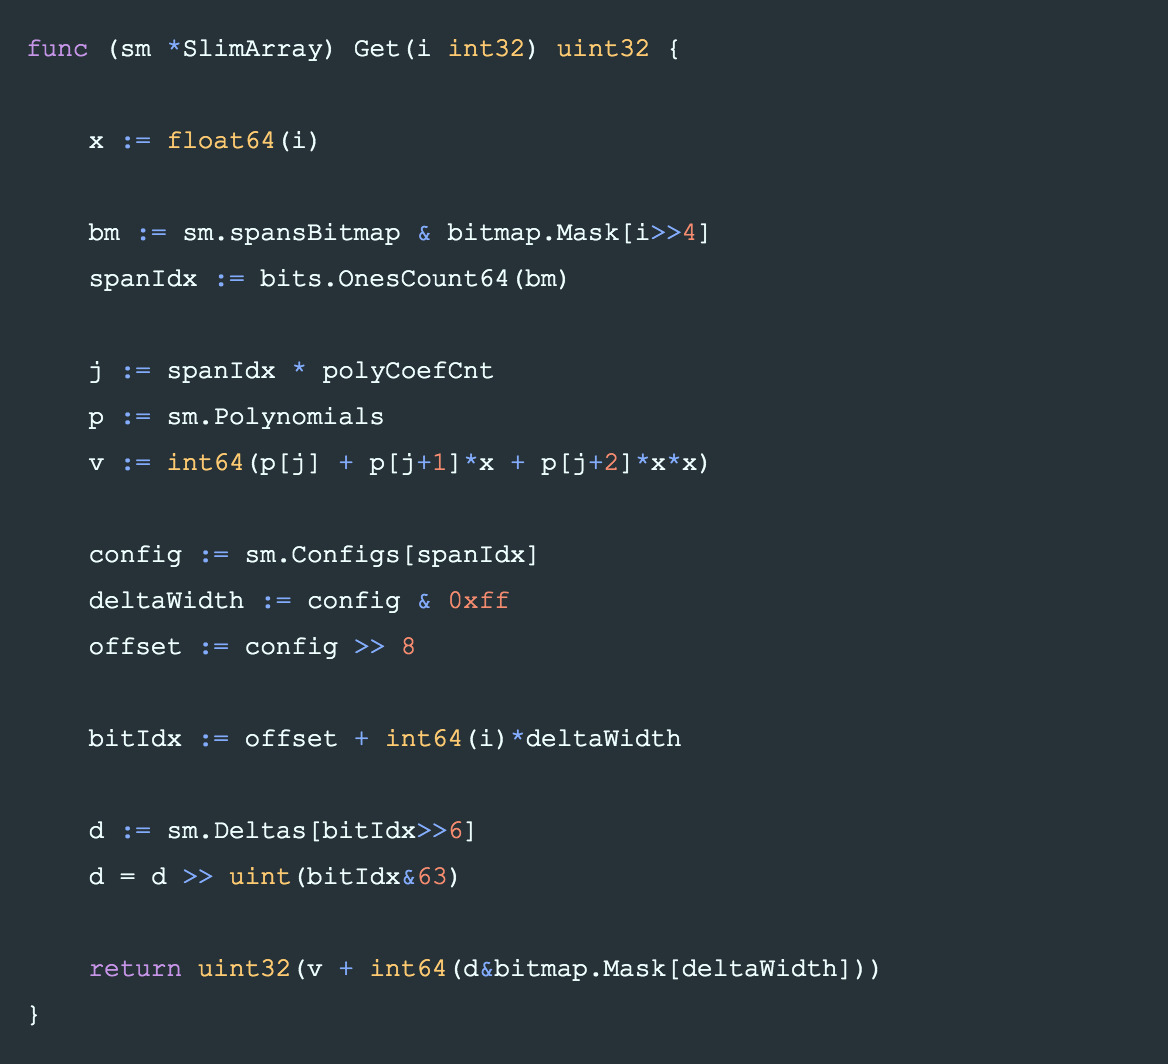 func (sm *SlimArray) Get(i int32) uint32 {
    x := float64(i)
    bm := sm.spansBitmap & bitmap.Mask[i>>4]
    spanIdx := bits.OnesCount64(bm)
    j := spanIdx * polyCoefCnt
    p := sm.Polynomials
    v := int64(p[j] + p[j+1]*x + p[j+2]*x*x)
    config := sm.Configs[spanIdx]
    deltaWidth := config & 0xff
    offset := config >> 8
    bitIdx := offset + int64(i)*deltaWidth
    d := sm.Deltas[bitIdx>>6]
    d = d >> uint(bitIdx&63)
    return uint32(v + int64(d&bitmap.Mask[deltaWidth]))
}